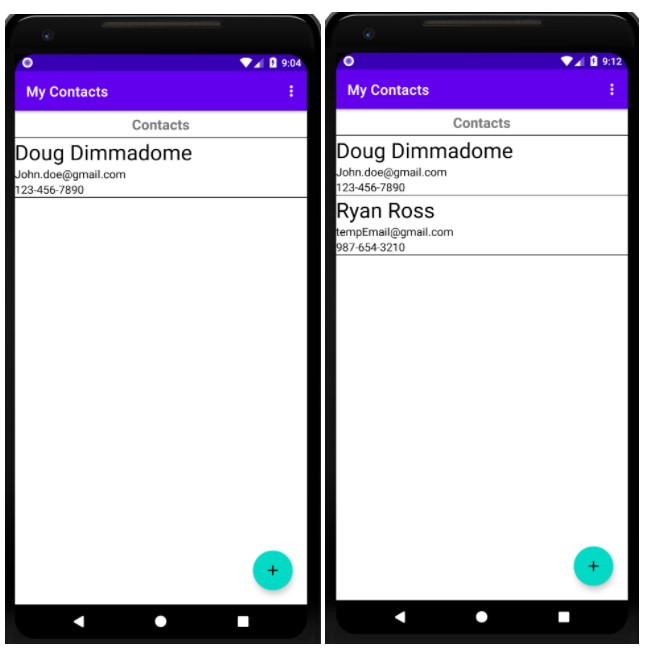 9:04
My Contacts
Contacts
Doug Dimmadome
John.doe@gmail.com
123-456-7890
+
9:12
My Contacts
Contacts
Doug Dimmadome
John.doe@gmail.com
123-456-7890
Ryan Ross
tempEmail@gmail.com
987-654-3210
+